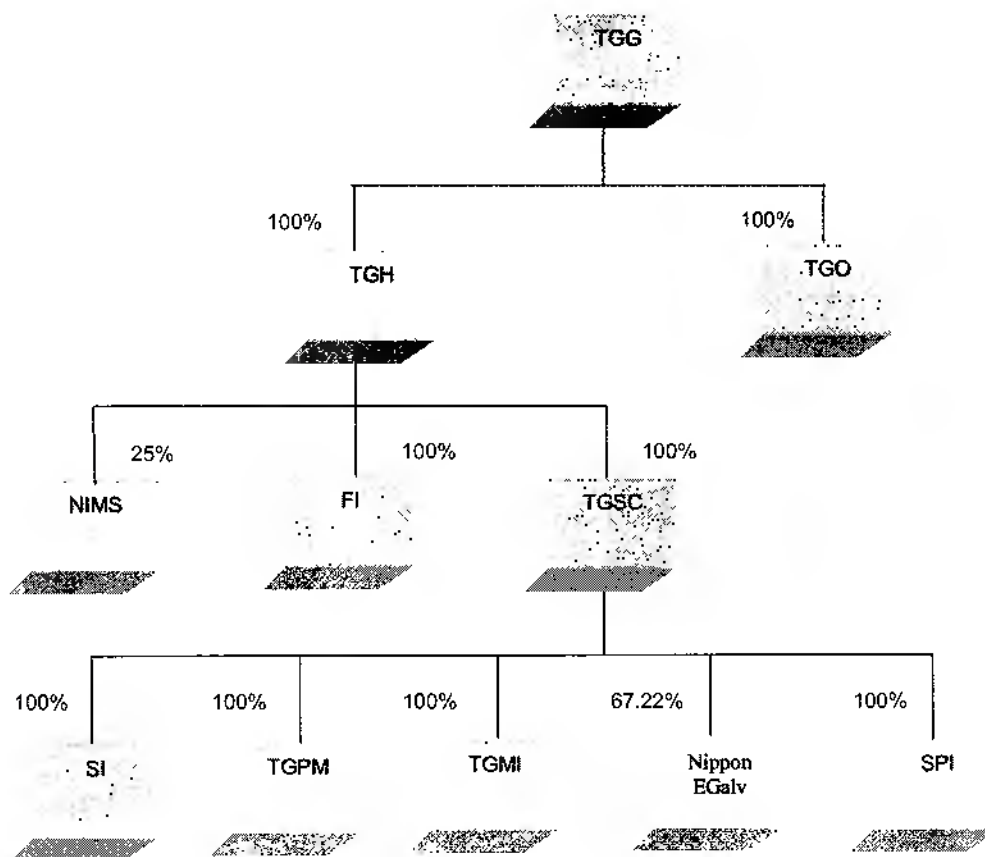 TGG
100%
100%
TGH
TGO
25%
100%
100%
NIMS
FI
TGSC
100%
100%
100%
67.22%
100%
SI
TGPM
TGMI
Nippon
EGalv
SPI